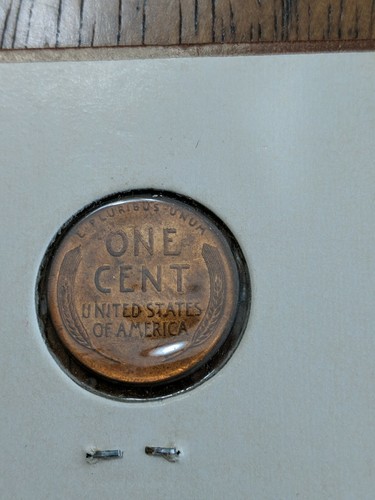 E·PLURIBUS·UNUM
ONE
CENT
UNITED STATES
OF AMERICA